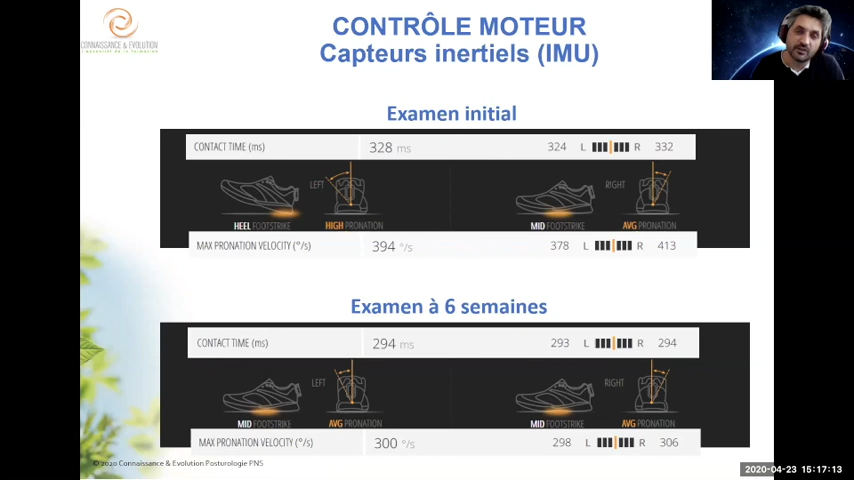 CONNAISSANCE & EVOLUTION
CONTRÔLE MOTEUR
Capteurs inertiels (IMU)
Examen initial
CONTACT TIME (ms) 328 ms 324 L R 332
LEFT RIGHT
HEEL FOOTSTRIKE HIGH PRONATION MID FOOTSTRIKE AVG PRONATION
MAX PRONATION VELOCITY (°/s) 394 °/s 378 L R 413
Examen à 6 semaines
CONTACT TIME (ms) 294 ms 293 L R 294
LEFT RIGHT
MID FOOTSTRIKE AVG PRONATION MID FOOTSTRIKE AVG PRONATION
MAX PRONATION VELOCITY (°/s) 300 °/s 298 L R 306
© 2020 Connaissance & Evolution Posturologie PNS
2020-04-23 15:17:13